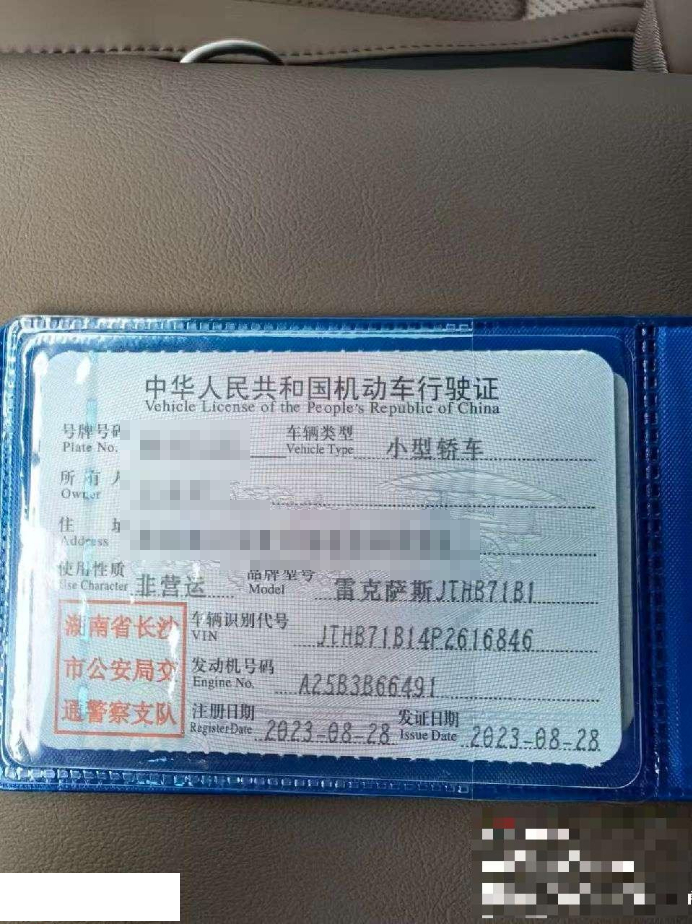 中华人民共和国机动车行驶证
Vehicle License of the People's Republic of China
号牌号码 车辆类型 小型轿车
Plate No. Vehicle Type
所有人
Owner
住 址
Address
使用性质 非营运 品牌型号 雷克萨斯JTHB71B1
Use Character Model
湖南省长沙
市公安局交
通警察支队
车辆识别代号 JTHB71B14P2616846
VIN
发动机号码 A25B3B66491
Engine No.
注册日期 2023-08-28 发证日期 2023-08-28
Register Date Issue Date